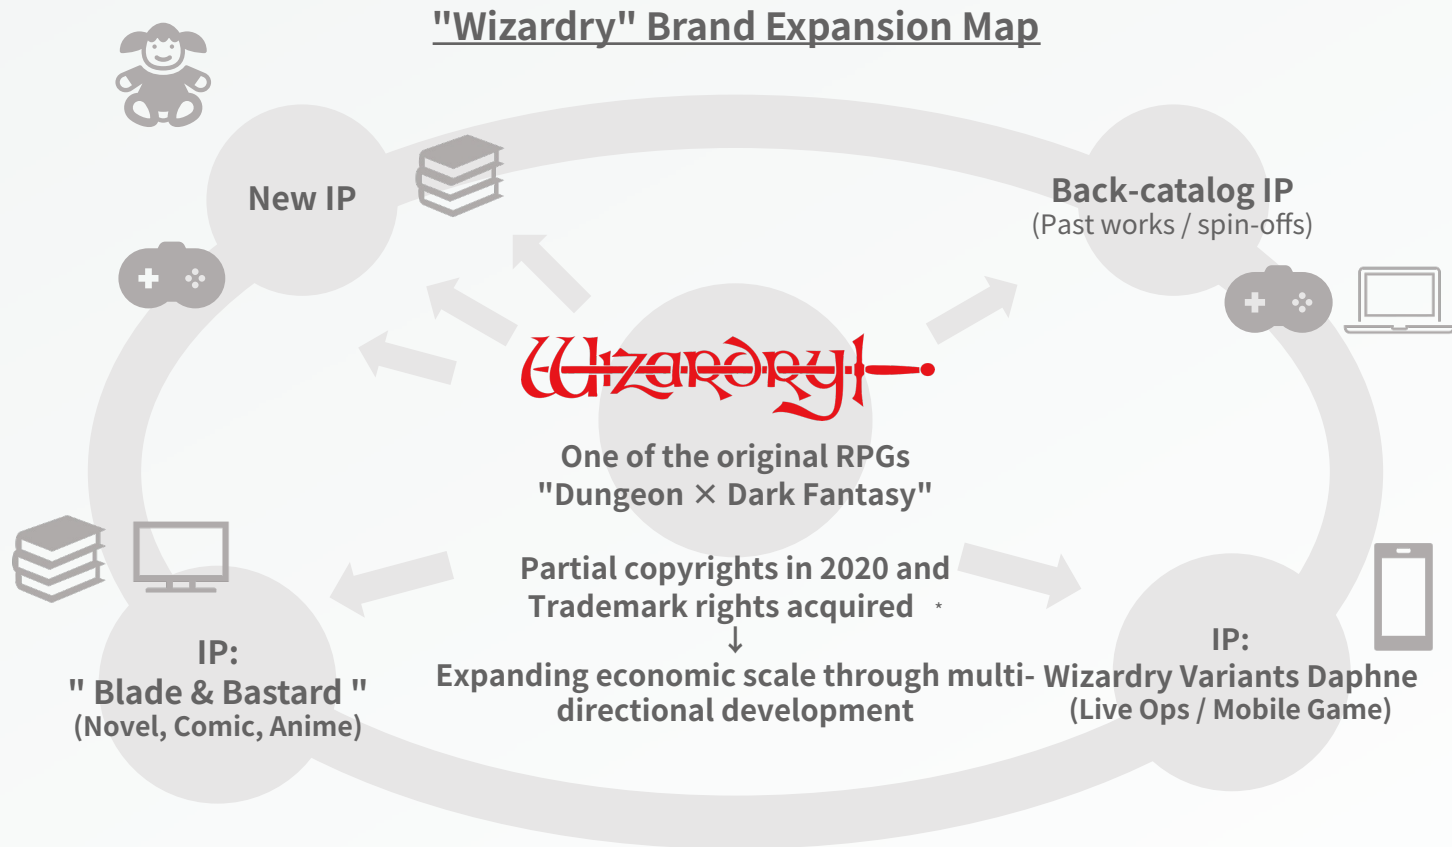 "Wizardry" Brand Expansion Map
New IP
Back-catalog IP
(Past works / spin-offs)
Wizardry
One of the original RPGs
"Dungeon × Dark Fantasy"
Partial copyrights in 2020 and
Trademark rights acquired *
↓
Expanding economic scale through multi-
directional development
IP:
" Blade & Bastard "
(Novel, Comic, Anime)
IP:
Wizardry Variants Daphne
(Live Ops / Mobile Game)